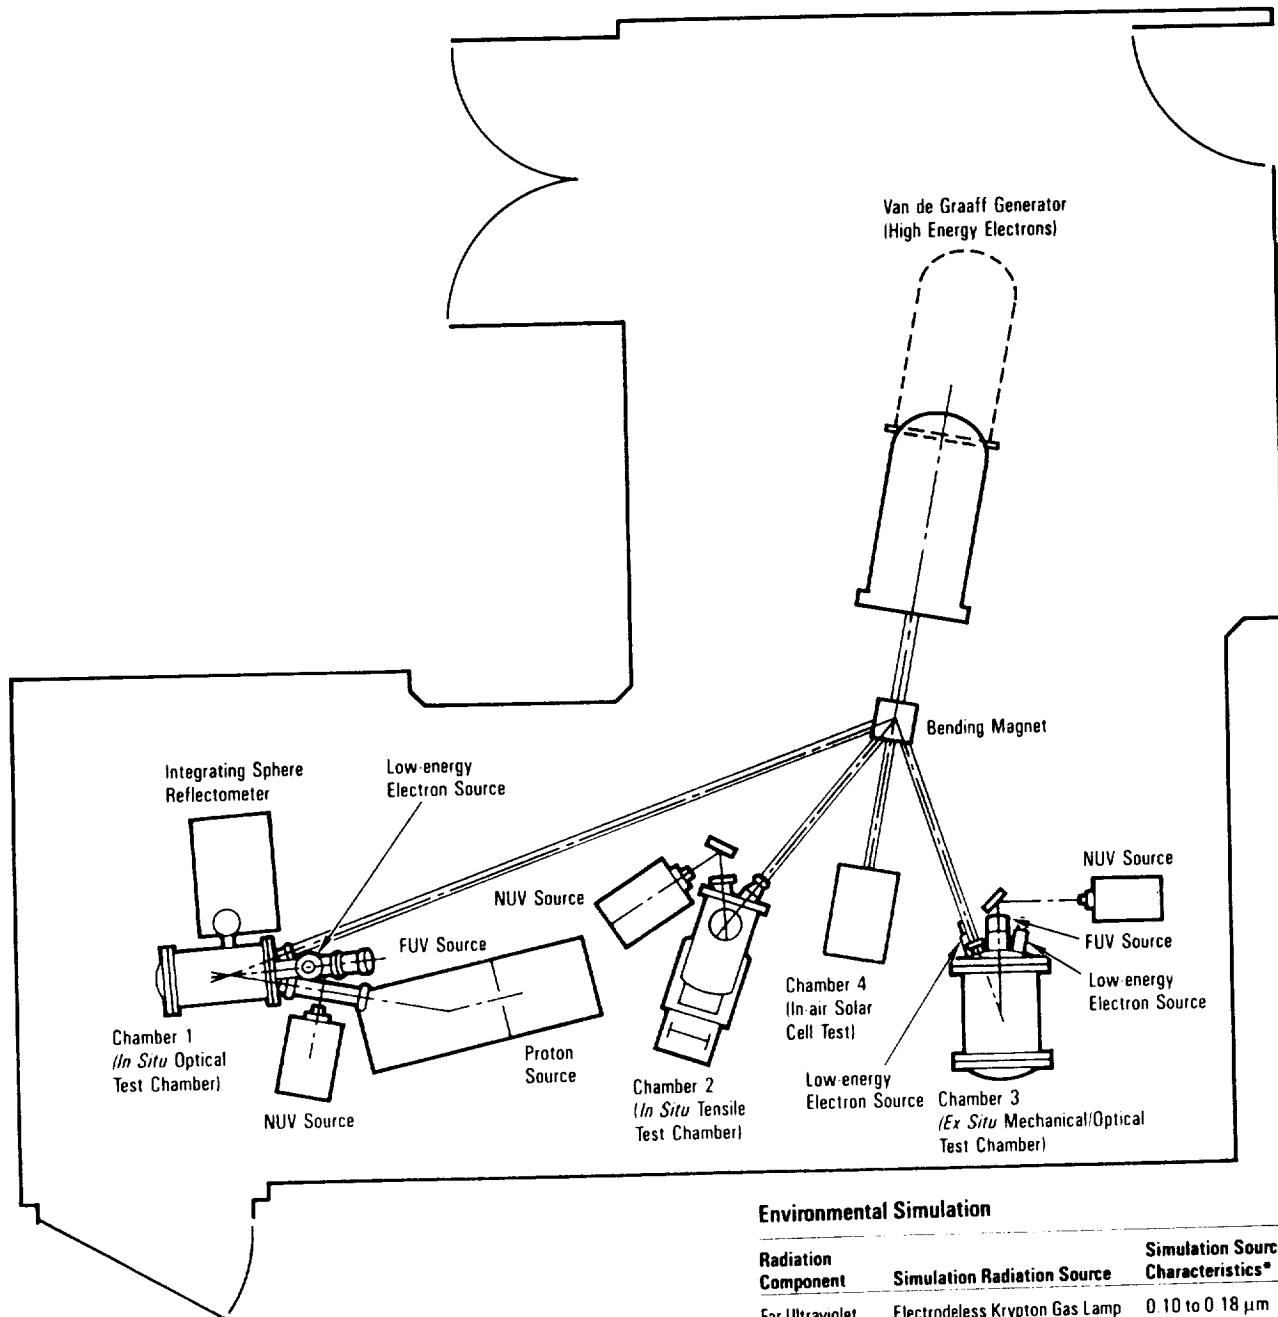 Van de Graaff Generator
(High Energy Electrons)
Bending Magnet
Integrating Sphere
Reflectometer
Low-energy
Electron Source
NUV Source
NUV Source
FUV Source
FUV Source
Low-energy
Electron Source
Chamber 4
(In-air Solar
Cell Test)
Chamber 1
(In Situ Optical
Test Chamber)
Proton
Source
NUV Source
Chamber 2
(In Situ Tensile
Test Chamber)
Low-energy
Electron Source
Chamber 3
(Ex Situ Mechanical/Optical
Test Chamber)
Environmental Simulation
Radiation
Component
Simulation Radiation Source
Simulation Sourc
Characteristics*
Far Ultraviolet
Electrodeless Krypton Gas Lamp
0.10 to 0.18 μm